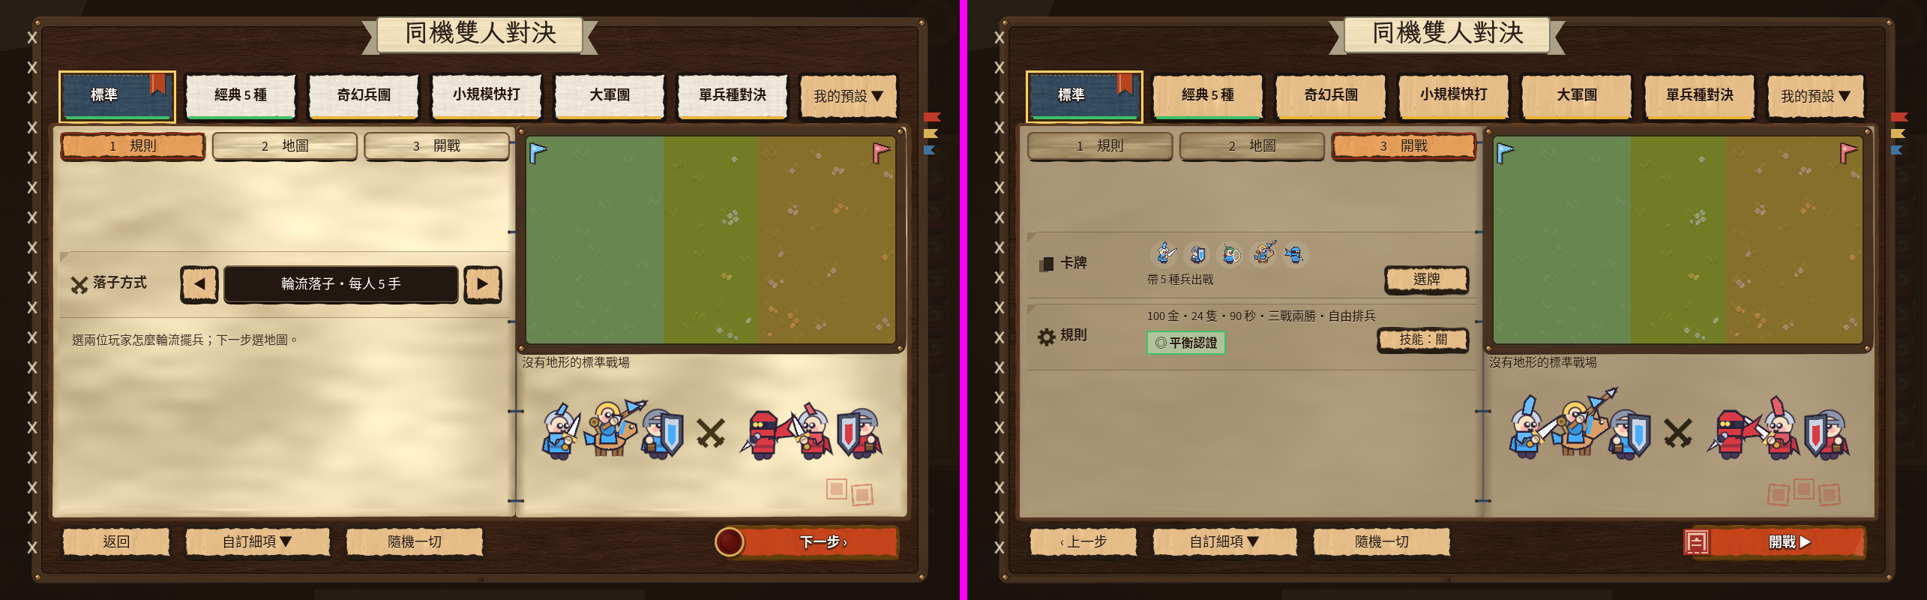 同機雙人對決
標準
經典 5 種
奇幻兵團
小規模快打
大軍團
單兵種對決
我的預設 ▼
1 規則
2 地圖
3 開戰
落子方式
◀ 輪流落子・每人 5 手 ▶
選兩位玩家怎麼輪流擺兵；下一步選地圖。
沒有地形的標準戰場
返回
自訂細項 ▼
隨機一切
下一步 ›
同機雙人對決
標準
經典 5 種
奇幻兵團
小規模快打
大軍團
單兵種對決
我的預設 ▼
1 規則
2 地圖
3 開戰
卡牌
帶 5 種兵出戰
選牌
規則
100 金・24 隻・90 秒・三戰兩勝・自由排兵
◎ 平衡認證
技能：關
沒有地形的標準戰場
‹ 上一步
自訂細項 ▼
隨機一切
開戰 ▶